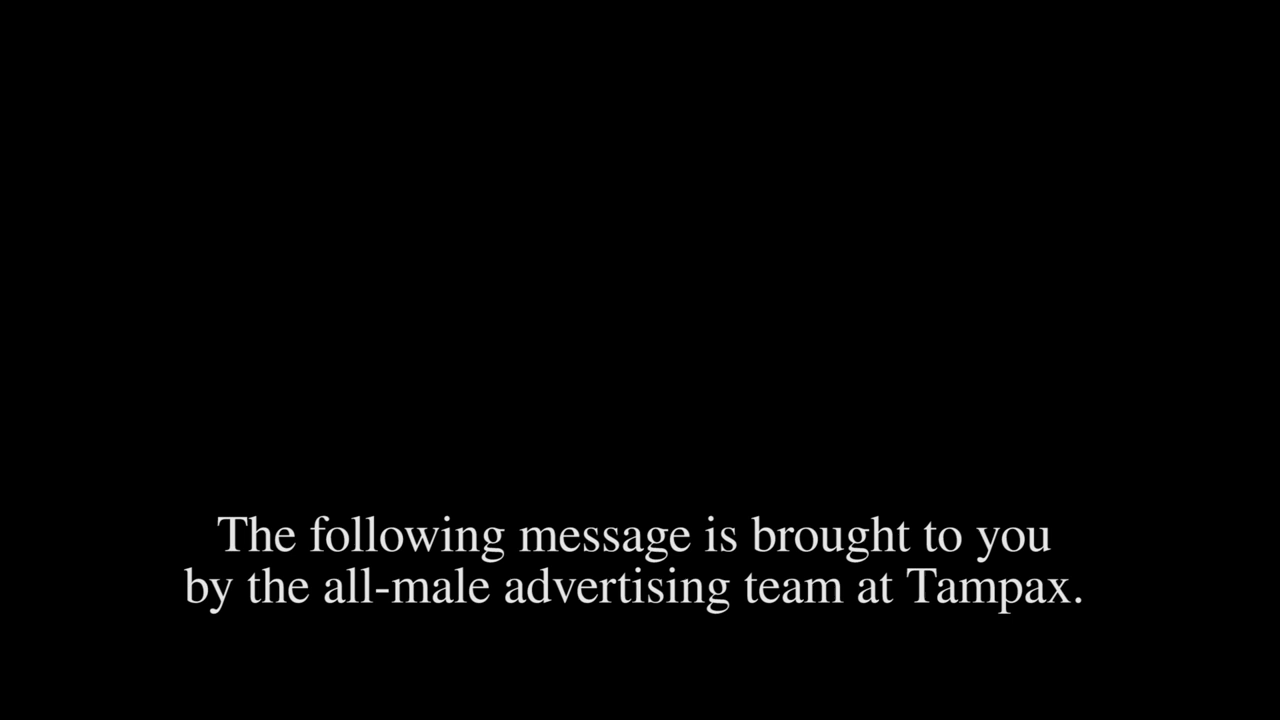 The following message is brought to you
by the all-male advertising team at Tampax.